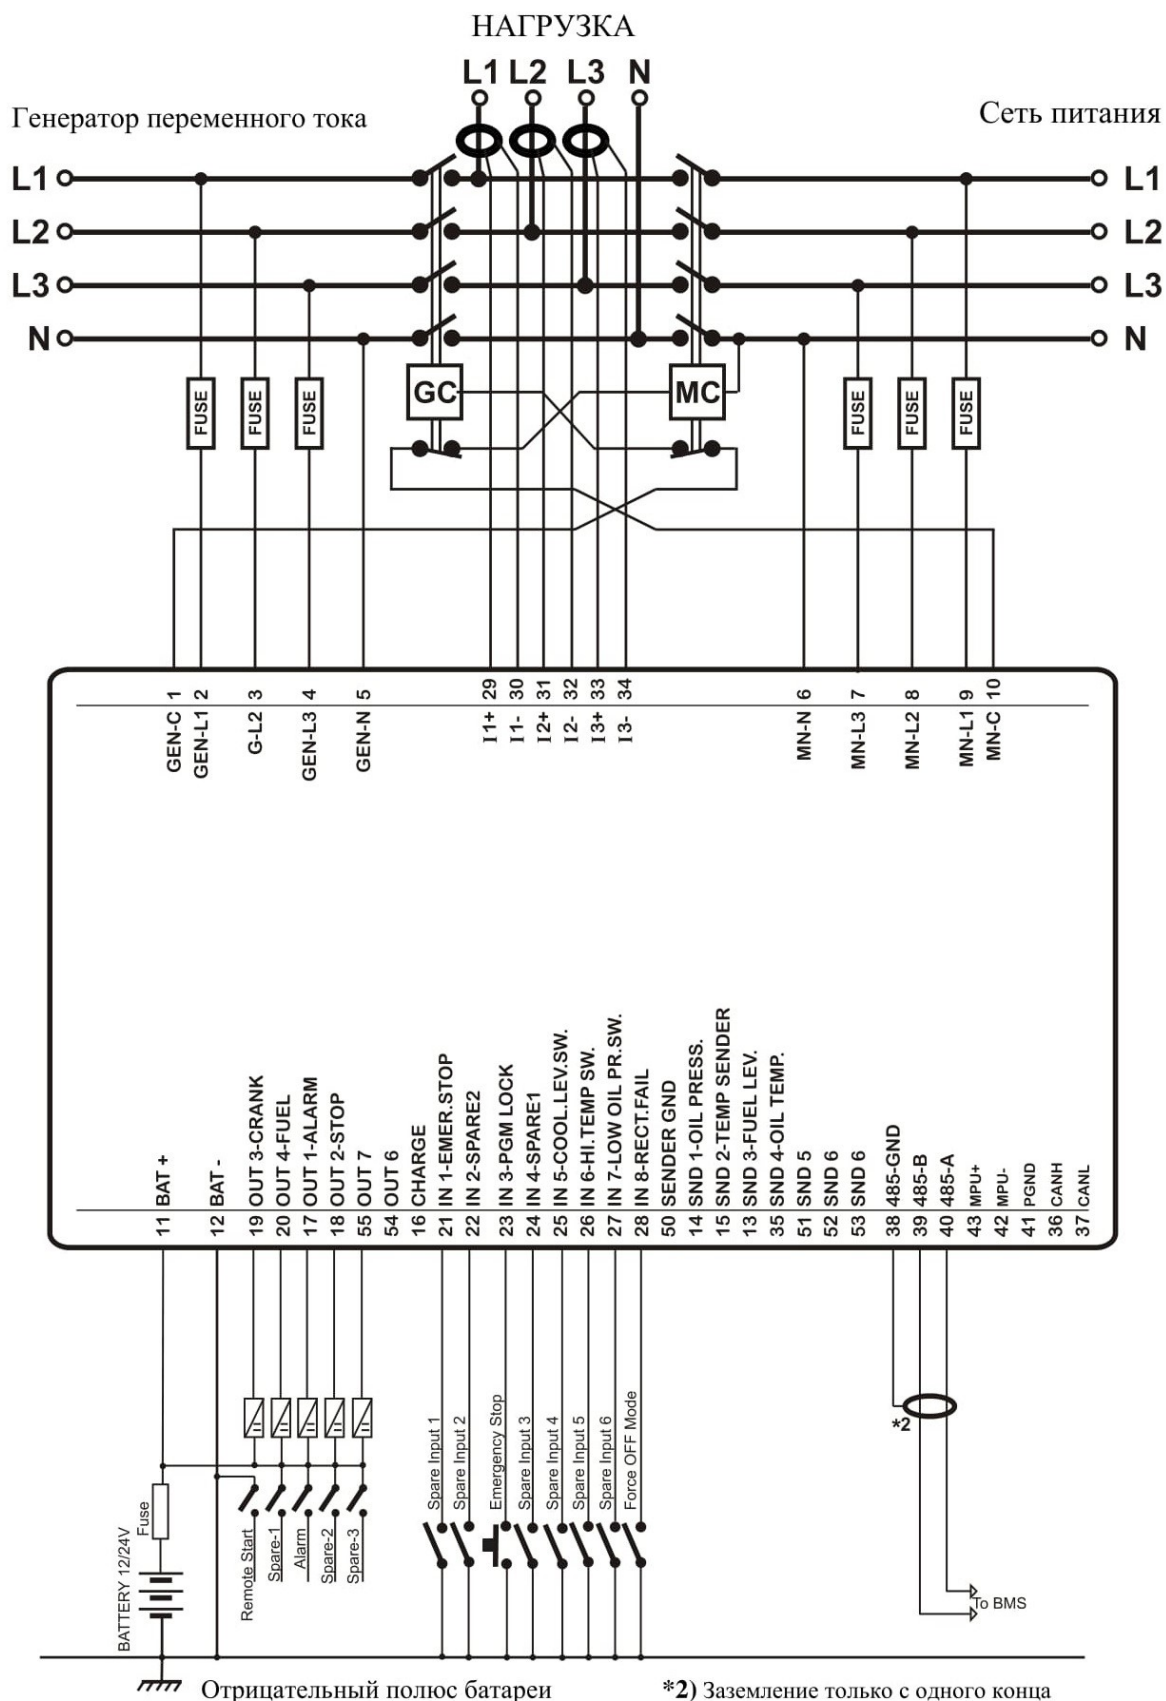 НАГРУЗКА
L1 L2 L3 N
Генератор переменного тока
Сеть питания
L1
L1
L2
L2
L3
L3
N
N
FUSE
FUSE
FUSE
GC
MC
FUSE
FUSE
FUSE
GEN-C 1
GEN-L1 2
G-L2 3
GEN-L3 4
GEN-N 5
I1+ 29
I1- 30
I2+ 31
I2- 32
I3+ 33
I3- 34
MN-N 6
MN-L3 7
MN-L2 8
MN-L1 9
MN-C 10
11 BAT +
12 BAT -
19 OUT 3-CRANK
20 OUT 4-FUEL
17 OUT 1-ALARM
18 OUT 2-STOP
55 OUT 7
54 OUT 6
16 CHARGE
21 IN 1-EMER.STOP
22 IN 2-SPARE2
23 IN 3-PGM LOCK
24 IN 4-SPARE1
25 IN 5-COOL.LEV.SW.
26 IN 6-HI.TEMP SW.
27 IN 7-LOW OIL PR.SW.
28 IN 8-RECT.FAIL
50 SENDER GND
14 SND 1-OIL PRESS.
15 SND 2-TEMP SENDER
13 SND 3-FUEL LEV.
35 SND 4-OIL TEMP.
51 SND 5
52 SND 6
53 SND 6
38 485-GND
39 485-B
40 485-A
43 MPU+
42 MPU-
41 PGND
36 CANH
37 CANL
BATTERY 12/24V
Fuse
Remote Start
Spare-1
Alarm
Spare-2
Spare-3
Spare Input 1
Spare Input 2
Emergency Stop
Spare Input 3
Spare Input 4
Spare Input 5
Spare Input 6
Force OFF Mode
*2
To BMS
Отрицательный полюс батареи
*2) Заземление только с одного конца